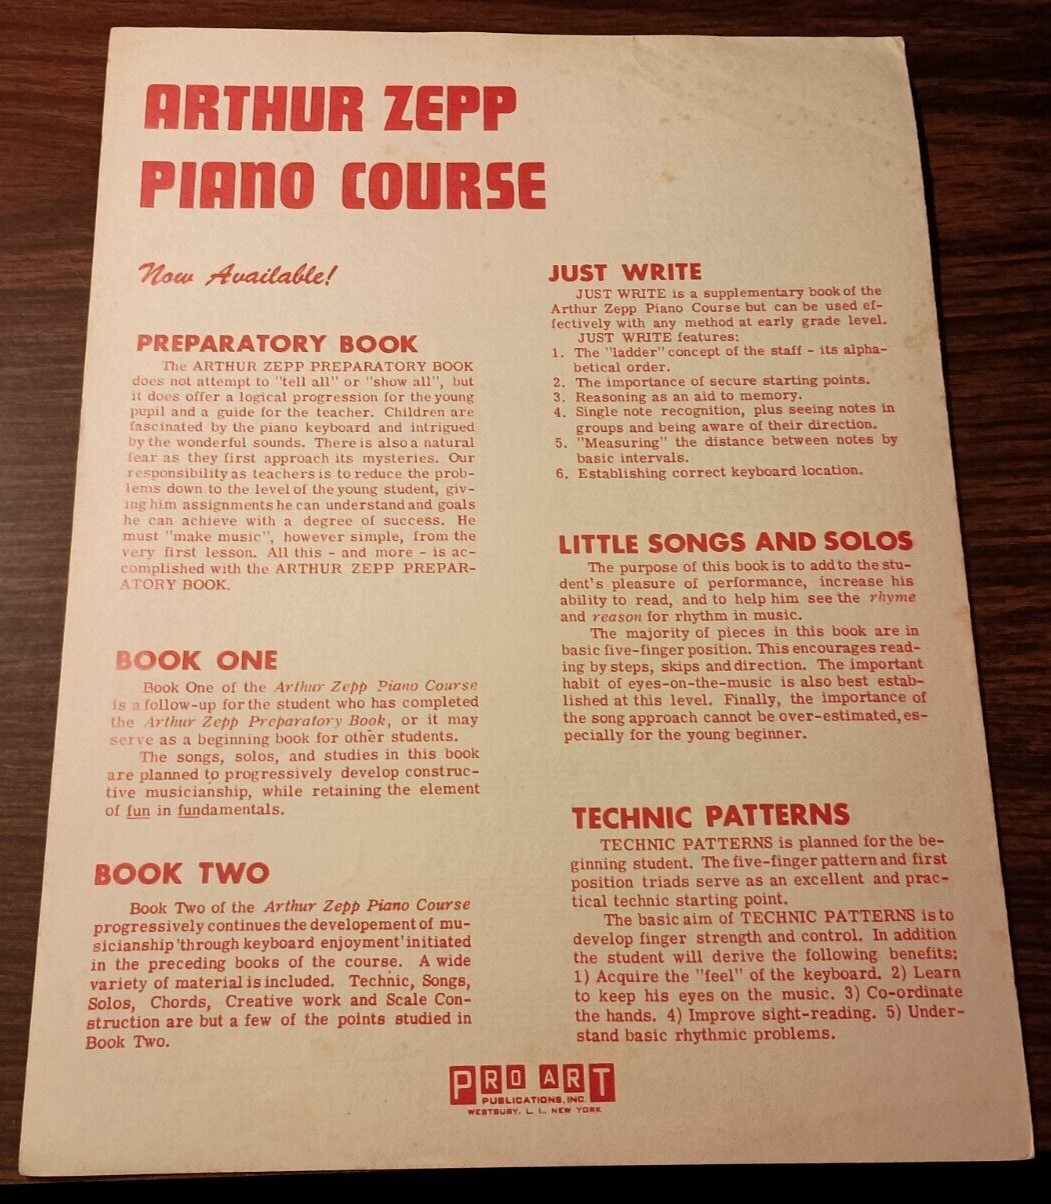 ARTHUR ZEPP
PIANO COURSE
Now Available!
PREPARATORY BOOK
The ARTHUR ZEPP PREPARATORY BOOK
does not attempt to "tell all" or "show all", but
it does offer a logical progression for the young
pupil and a guide for the teacher. Children are
fascinated by the piano keyboard and intrigued
by the wonderful sounds. There is also a natural
fear as they first approach its mysteries. Our
responsibility as teachers is to reduce the prob-
lems down to the level of the young student, giv-
ing him assignments he can understand and goals
he can achieve with a degree of success. He
must "make music", however simple, from the
very first lesson. All this - and more - is ac-
complished with the ARTHUR ZEPP PREPAR-
ATORY BOOK.
BOOK ONE
Book One of the Arthur Zepp Piano Course
is a follow-up for the student who has completed
the Arthur Zepp Preparatory Book, or it may
serve as a beginning book for other students.
The songs, solos, and studies in this book
are planned to progressively develop construc-
tive musicianship, while retaining the element
of fun in fundamentals.
BOOK TWO
Book Two of the Arthur Zepp Piano Course
progressively continues the developement of mu-
sicianship 'through keyboard enjoyment' initiated
in the preceding books of the course. A wide
variety of material is included. Technic, Songs,
Solos, Chords, Creative work and Scale Con-
struction are but a few of the points studied in
Book Two.
JUST WRITE
JUST WRITE is a supplementary book of the
Arthur Zepp Piano Course but can be used ef-
fectively with any method at early grade level.
JUST WRITE features:
1. The "ladder" concept of the staff - its alpha-
betical order.
2. The importance of secure starting points.
3. Reasoning as an aid to memory.
4. Single note recognition, plus seeing notes in
groups and being aware of their direction.
5. "Measuring" the distance between notes by
basic intervals.
6. Establishing correct keyboard location.
LITTLE SONGS AND SOLOS
The purpose of this book is to add to the stu-
dent's pleasure of performance, increase his
ability to read, and to help him see the rhyme
and reason for rhythm in music.
The majority of pieces in this book are in
basic five-finger position. This encourages read-
ing by steps, skips and direction. The important
habit of eyes-on-the-music is also best estab-
lished at this level. Finally, the importance of
the song approach cannot be over-estimated, es-
pecially for the young beginner.
TECHNIC PATTERNS
TECHNIC PATTERNS is planned for the be-
ginning student. The five-finger pattern and first
position triads serve as an excellent and prac-
tical technic starting point.
The basic aim of TECHNIC PATTERNS is to
develop finger strength and control. In addition
the student will derive the following benefits:
1) Acquire the "feel" of the keyboard. 2) Learn
to keep his eyes on the music. 3) Co-ordinate
the hands. 4) Improve sight-reading. 5) Under-
stand basic rhythmic problems.
PRO ART
PUBLICATIONS, INC.
WESTBURY, L. I., NEW YORK